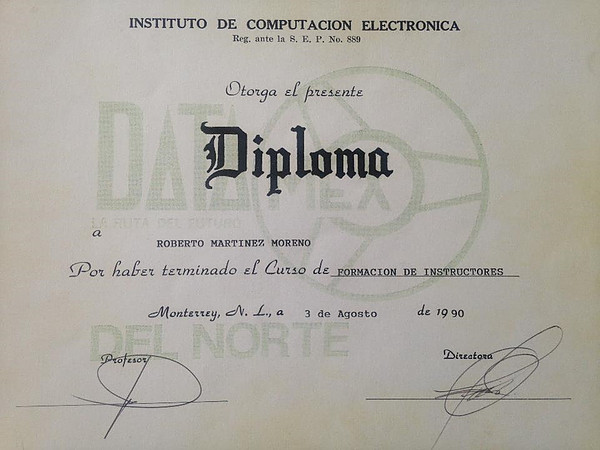 INSTITUTO DE COMPUTACION ELECTRONICA
Reg. ante la S. E. P. No. 889
Otorga el presente
Diploma
DATAMEX
LA RUTA DEL FUTURO
a
ROBERTO MARTINEZ MORENO
Por haber terminado el Curso de FORMACION DE INSTRUCTORES
Monterrey, N. L., a 3 de Agosto de 1990
DEL NORTE
Profesor Directora